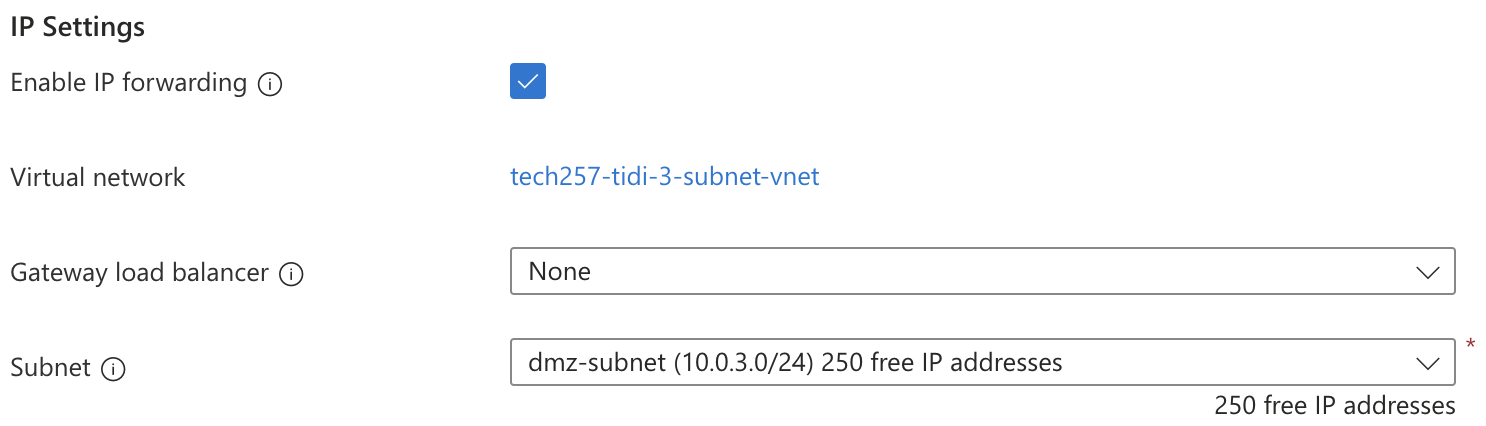 IP Settings
Enable IP forwarding
Virtual network tech257-tidi-3-subnet-vnet
Gateway load balancer None
Subnet dmz-subnet (10.0.3.0/24) 250 free IP addresses *
250 free IP addresses